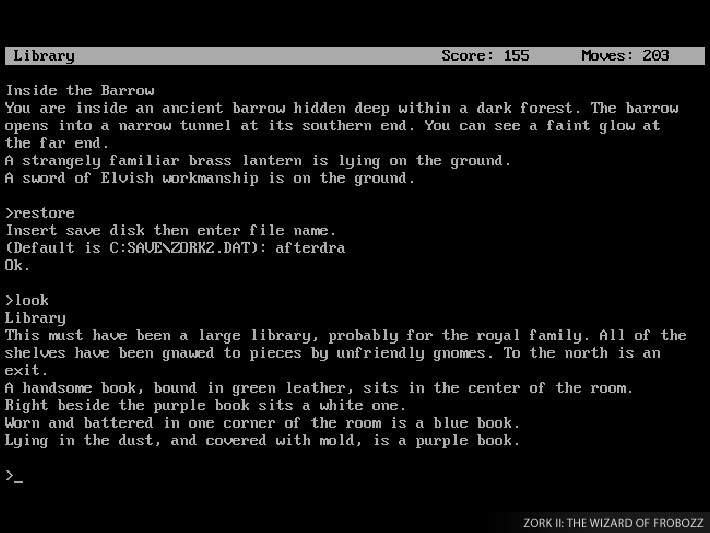 Library Score: 155 Moves: 203
Inside the Barrow
You are inside an ancient barrow hidden deep within a dark forest. The barrow
opens into a narrow tunnel at its southern end. You can see a faint glow at
the far end.
A strangely familiar brass lantern is lying on the ground.
A sword of Elvish workmanship is on the ground.
>restore
Insert save disk then enter file name.
(Default is C:SAVE\ZORK2.DAT): afterdra
Ok.
>look
Library
This must have been a large library, probably for the royal family. All of the
shelves have been gnawed to pieces by unfriendly gnomes. To the north is an
exit.
A handsome book, bound in green leather, sits in the center of the room.
Right beside the purple book sits a white one.
Worn and battered in one corner of the room is a blue book.
Lying in the dust, and covered with mold, is a purple book.
>_
ZORK II: THE WIZARD OF FROBOZZ